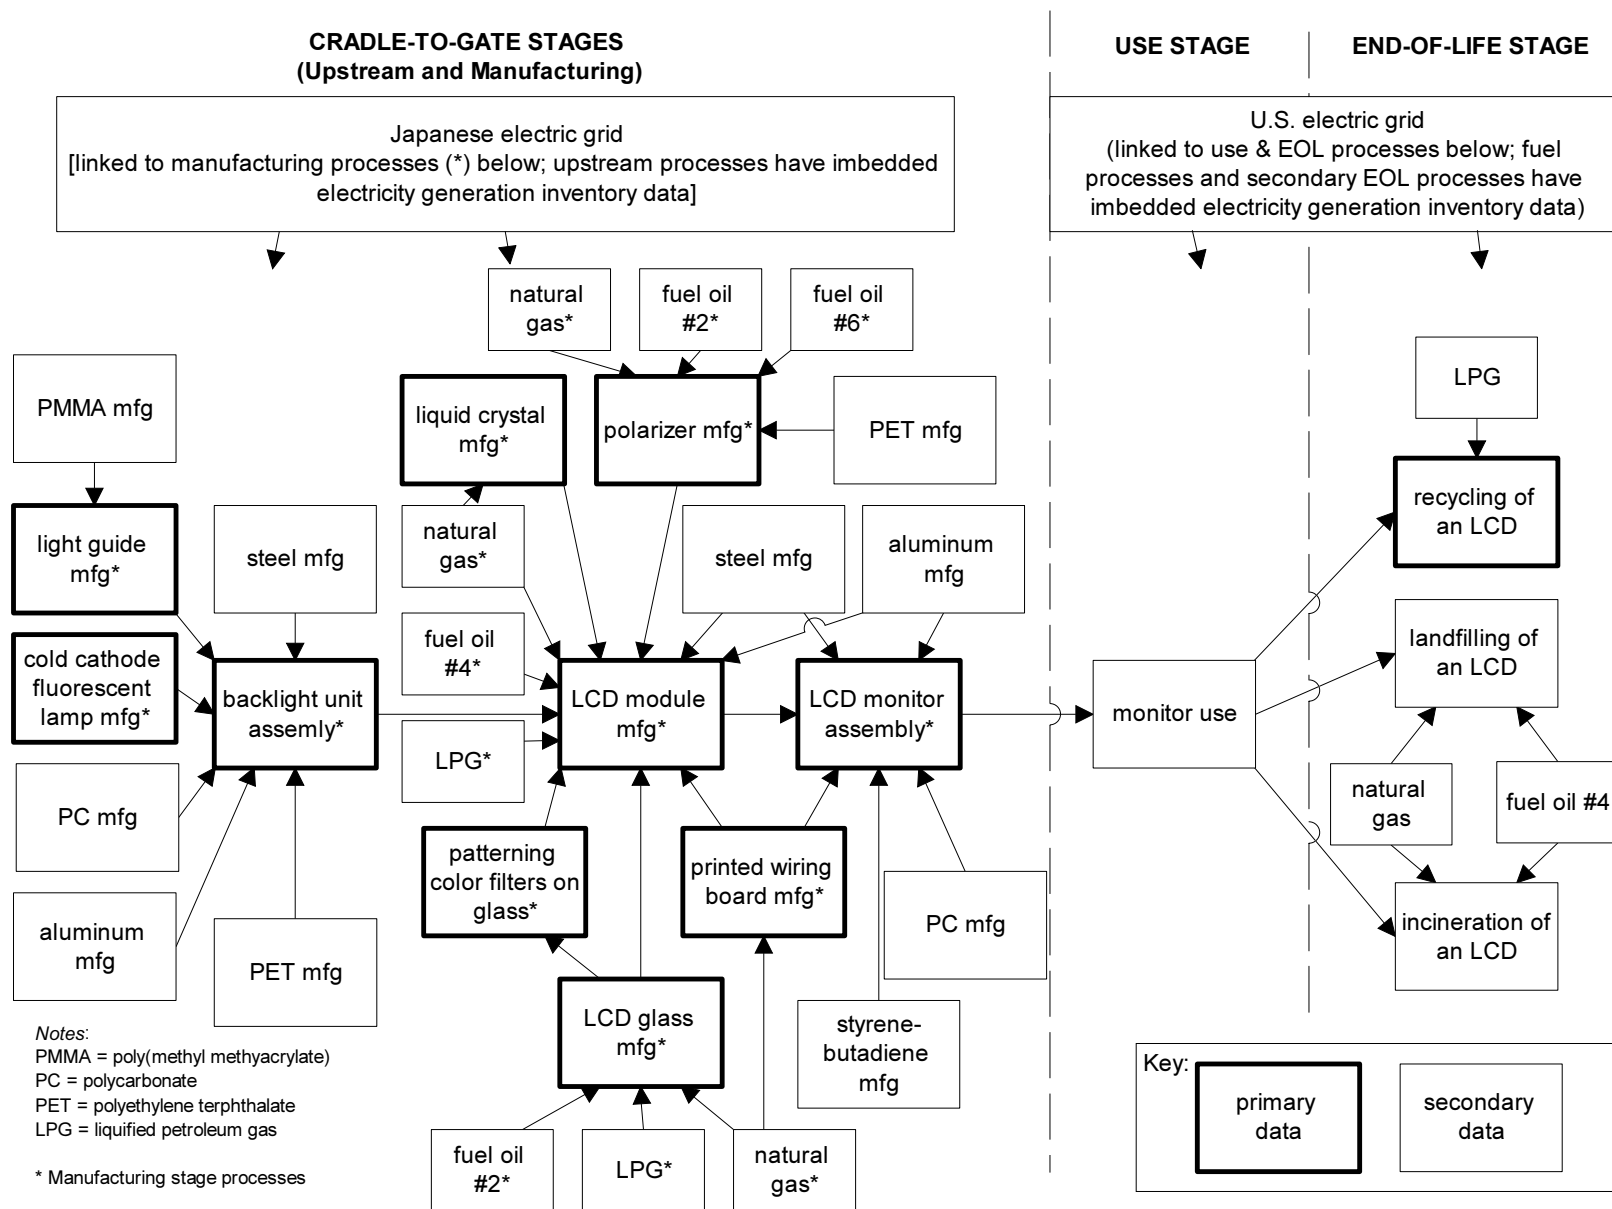 CRADLE-TO-GATE STAGES
(Upstream and Manufacturing)
USE STAGE
END-OF-LIFE STAGE
Japanese electric grid
[linked to manufacturing processes (*) below; upstream processes have imbedded
electricity generation inventory data]
U.S. electric grid
(linked to use & EOL processes below; fuel
processes and secondary EOL processes have
imbedded electricity generation inventory data)
natural
gas*
fuel oil
#2*
fuel oil
#6*
PMMA mfg
liquid crystal
mfg*
polarizer mfg*
PET mfg
LPG
light guide
mfg*
steel mfg
natural
gas*
steel mfg
aluminum
mfg
recycling of
an LCD
cold cathode
fluorescent
lamp mfg*
backlight unit
assemly*
fuel oil
#4*
LCD module
mfg*
LCD monitor
assembly*
monitor use
landfilling of
an LCD
PC mfg
LPG*
natural
gas
fuel oil #4
patterning
color filters on
glass*
printed wiring
board mfg*
PC mfg
incineration of
an LCD
aluminum
mfg
PET mfg
LCD glass
mfg*
styrene-
butadiene
mfg
fuel oil
#2*
LPG*
natural
gas*
Notes:
PMMA = poly(methyl methyacrylate)
PC = polycarbonate
PET = polyethylene terphthalate
LPG = liquified petroleum gas
* Manufacturing stage processes
Key:
primary
data
secondary
data